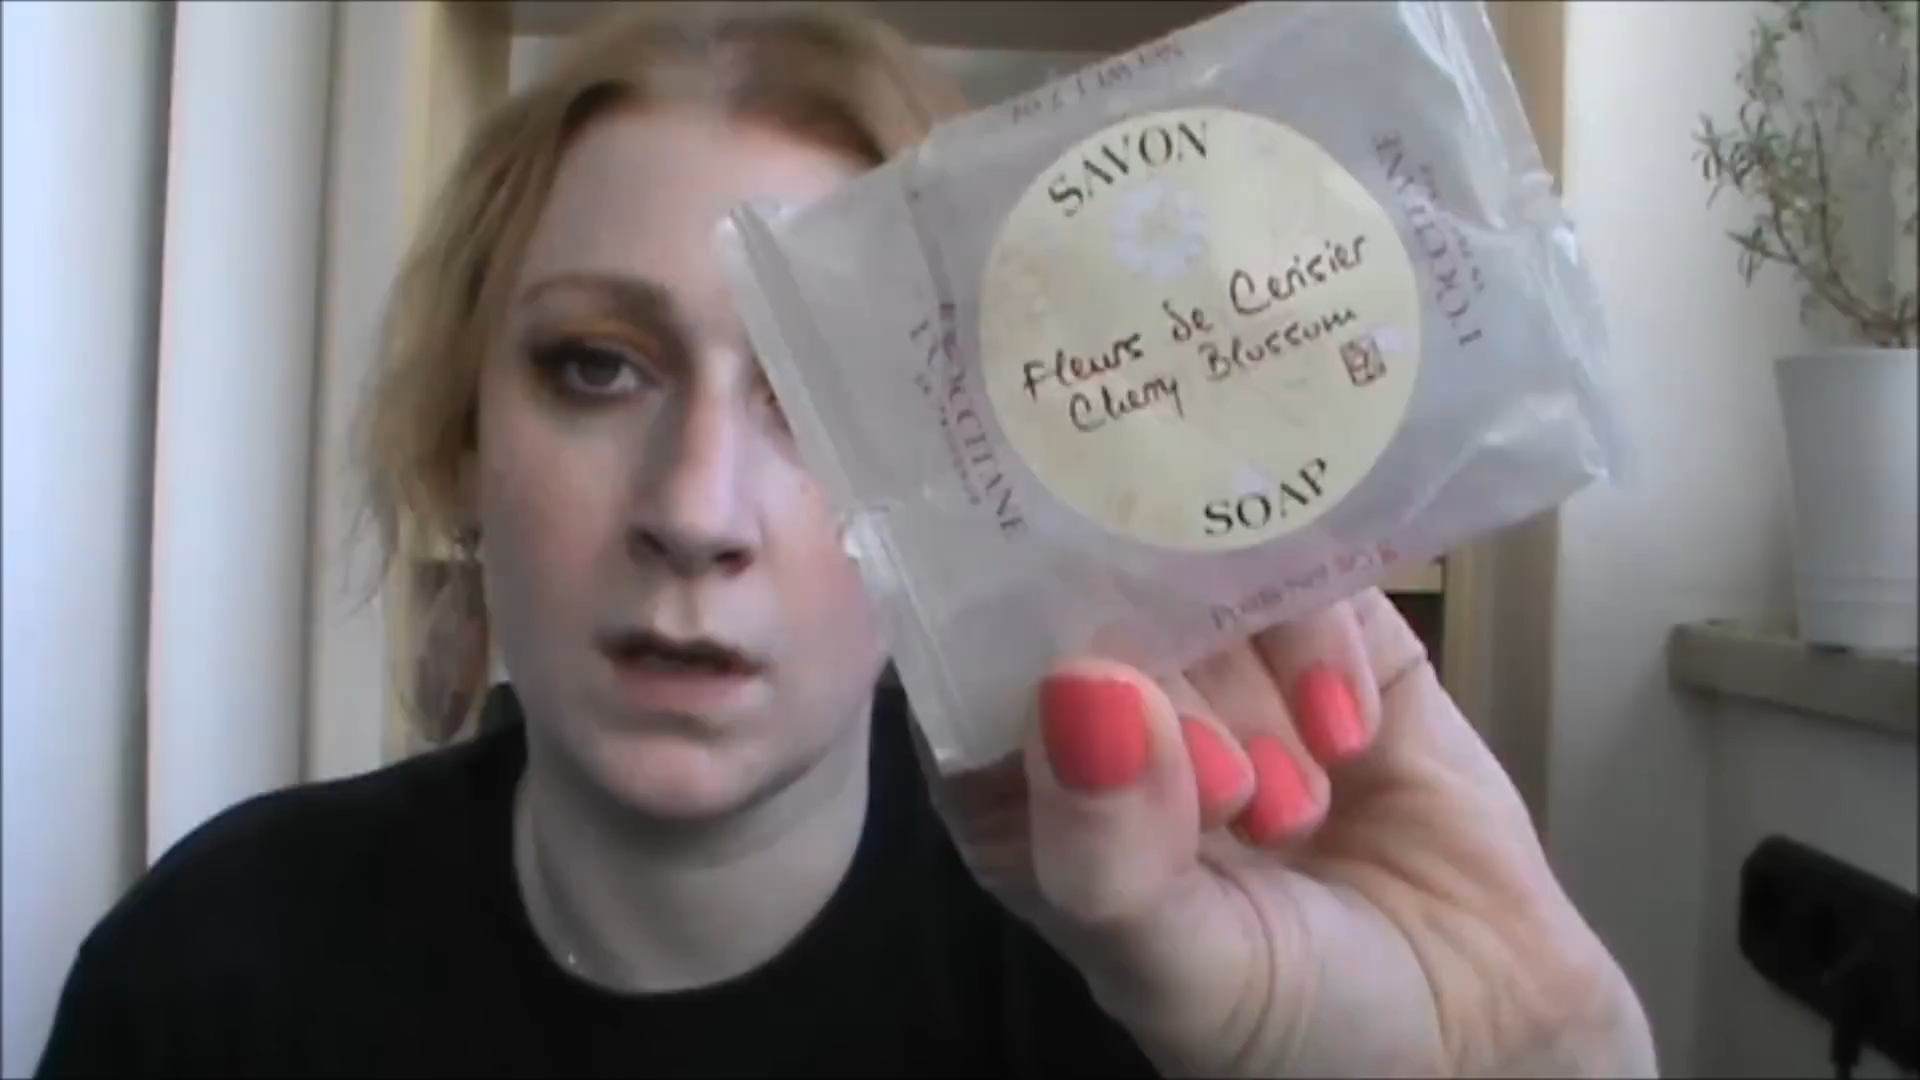 SAVON
Fleurs de Cerisier
Cherry Blossom
SOAP
L'OCCITANE
L'OCCITANE